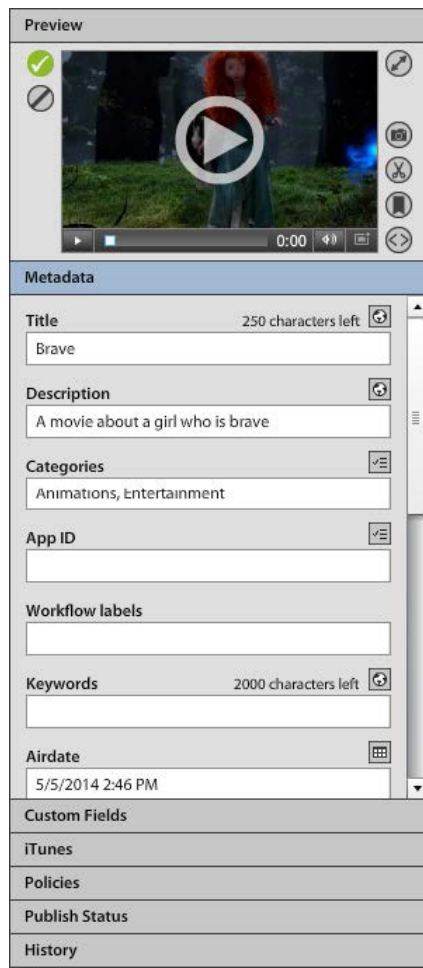 Preview
0:00
Metadata
Title 250 characters left
Brave
Description
A movie about a girl who is brave
Categories
Animations, Entertainment
App ID
Workflow labels
Keywords 2000 characters left
Airdate
5/5/2014 2:46 PM
Custom Fields
iTunes
Policies
Publish Status
History